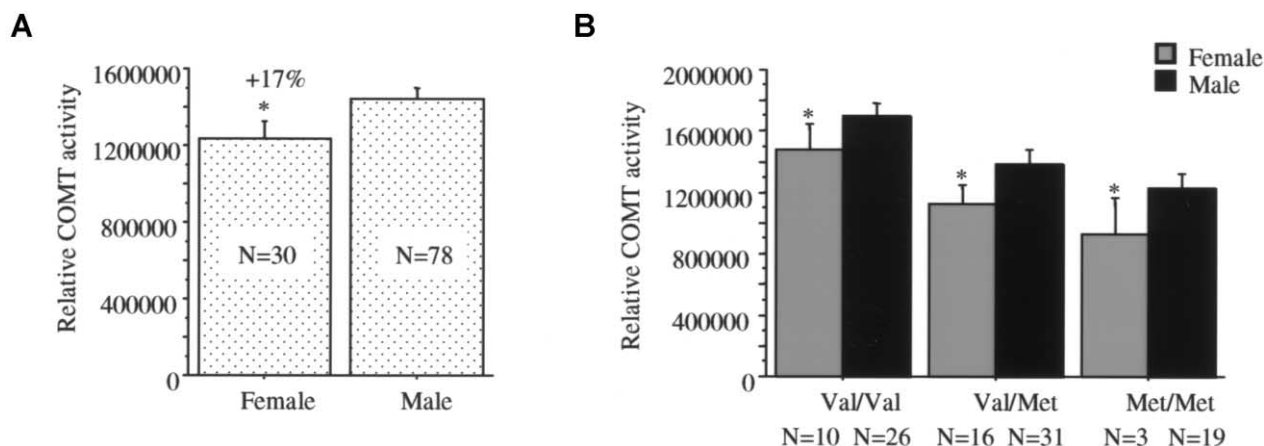 A
Relative COMT activity
1600000
1200000
800000
400000
0
+17%
*
N=30
N=78
Female
Male
B
Female
Male
Relative COMT activity
2000000
1600000
1200000
800000
400000
0
*
*
*
Val/Val
Val/Met
Met/Met
N=10 N=26
N=16 N=31
N=3 N=19